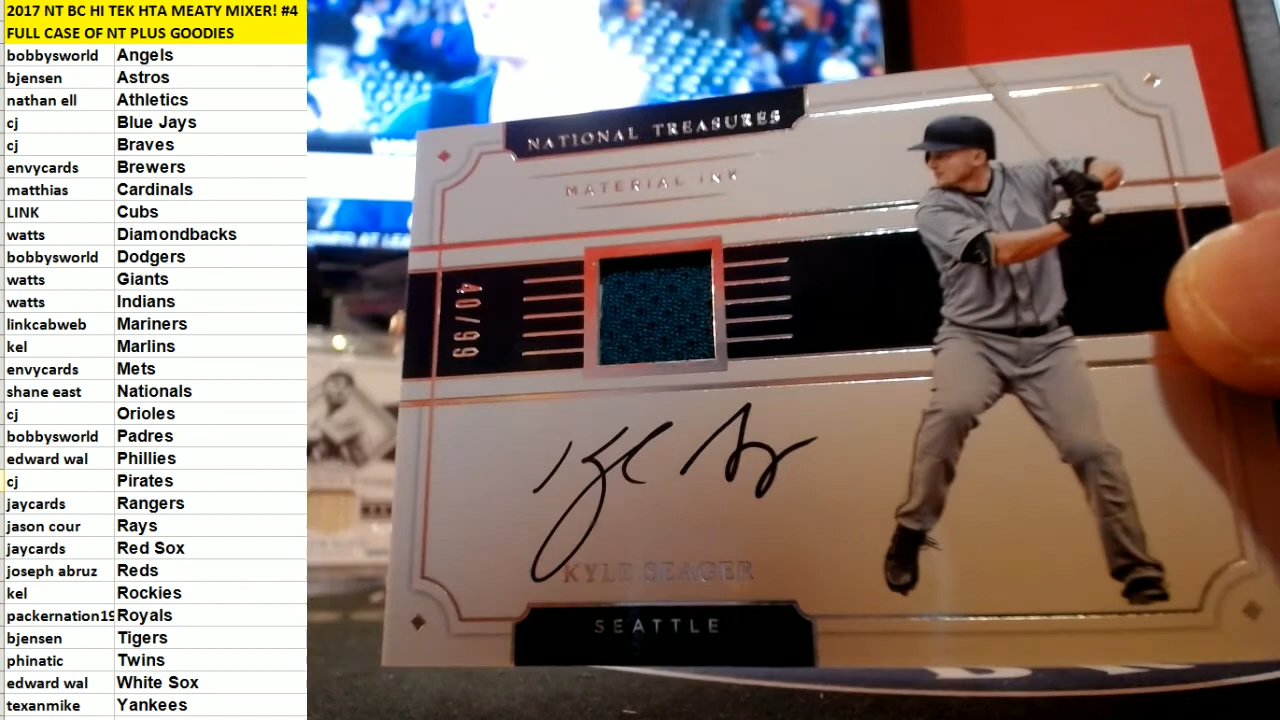 2017 NT BC HI TEK HTA MEATY MIXER! #4
FULL CASE OF NT PLUS GOODIES
bobbysworld Angels
bjensen Astros
nathan ell Athletics
cj Blue Jays
cj Braves
envycards Brewers
matthias Cardinals
LINK Cubs
watts Diamondbacks
bobbysworld Dodgers
watts Giants
watts Indians
linkcabweb Mariners
kel Marlins
envycards Mets
shane east Nationals
cj Orioles
bobbysworld Padres
edward wal Phillies
cj Pirates
jaycards Rangers
jason cour Rays
jaycards Red Sox
joseph abruz Reds
kel Rockies
packernation19 Royals
bjensen Tigers
phinatic Twins
edward wal White Sox
texanmike Yankees
NATIONAL TREASURES
MATERIAL INK
40/99
Kyle Seager
KYLE SEAGER
SEATTLE